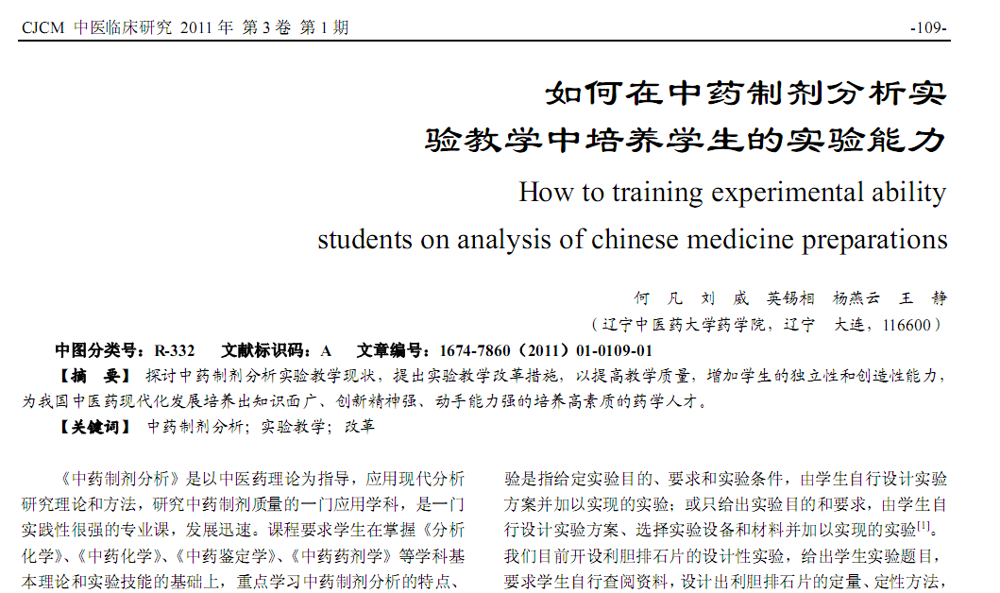 CJCM 中医临床研究 2011 年 第 3 卷 第 1 期 -109-
如何在中药制剂分析实
验教学中培养学生的实验能力
How to training experimental ability
students on analysis of chinese medicine preparations
何 凡 刘 威 英锡相 杨燕云 王 静
（辽宁中医药大学药学院，辽宁 大连，116600）
中图分类号：R-332 文献标识码：A 文章编号：1674-7860（2011）01-0109-01
【摘 要】 探讨中药制剂分析实验教学现状，提出实验教学改革措施，以提高教学质量，增加学生的独立性和创造性能力，
为我国中医药现代化发展培养出知识面广、创新精神强、动手能力强的培养高素质的药学人才。
【关键词】 中药制剂分析；实验教学；改革
《中药制剂分析》是以中医药理论为指导，应用现代分析
研究理论和方法，研究中药制剂质量的一门应用学科，是一门
实践性很强的专业课，发展迅速。课程要求学生在掌握《分析
化学》、《中药化学》、《中药鉴定学》、《中药药剂学》等学科基
本理论和实验技能的基础上，重点学习中药制剂分析的特点、
验是指给定实验目的、要求和实验条件，由学生自行设计实验
方案并加以实现的实验；或只给出实验目的和要求，由学生自
行设计实验方案、选择实验设备和材料并加以实现的实验[1]。
我们目前开设利胆排石片的设计性实验，给出学生实验题目，
要求学生自行查阅资料，设计出利胆排石片的定量、定性方法，